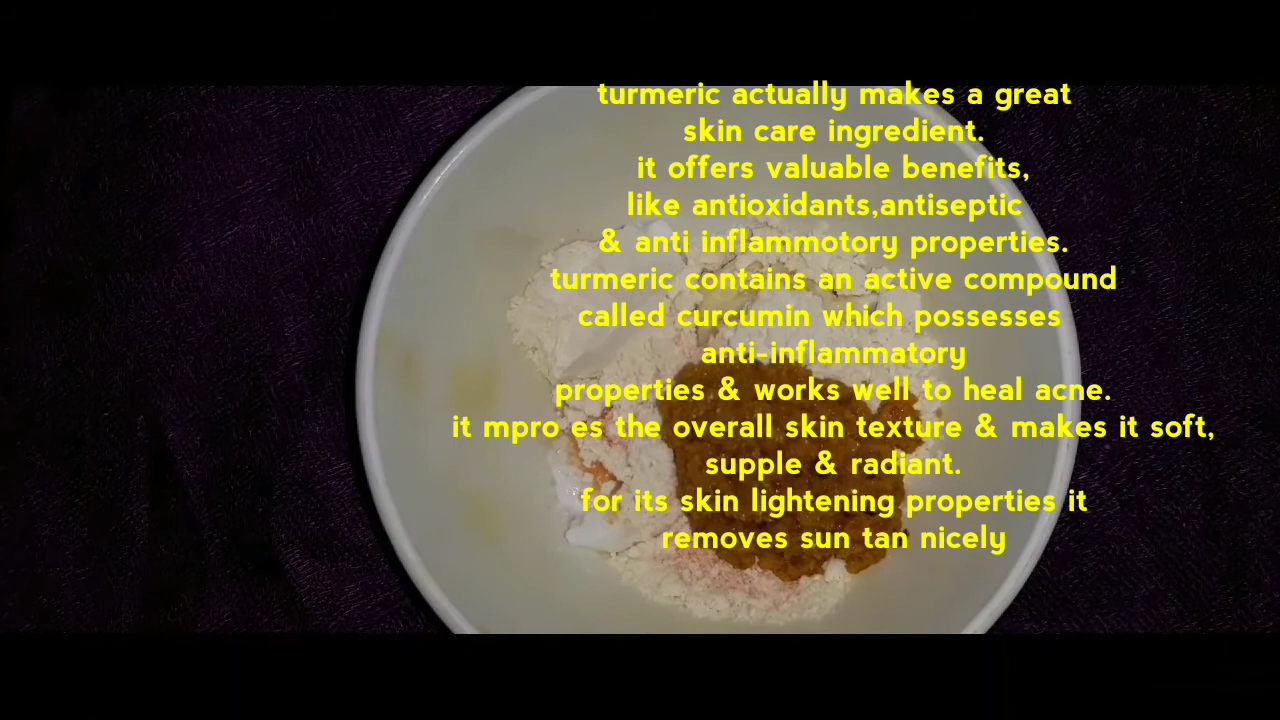 turmeric actually makes a great
skin care ingredient.
it offers valuable benefits,
like antioxidants,antiseptic
& anti inflammotory properties.
turmeric contains an active compound
called curcumin which possesses
anti-inflammatory
properties & works well to heal acne.
it mpro es the overall skin texture & makes it soft,
supple & radiant.
for its skin lightening properties it
removes sun tan nicely